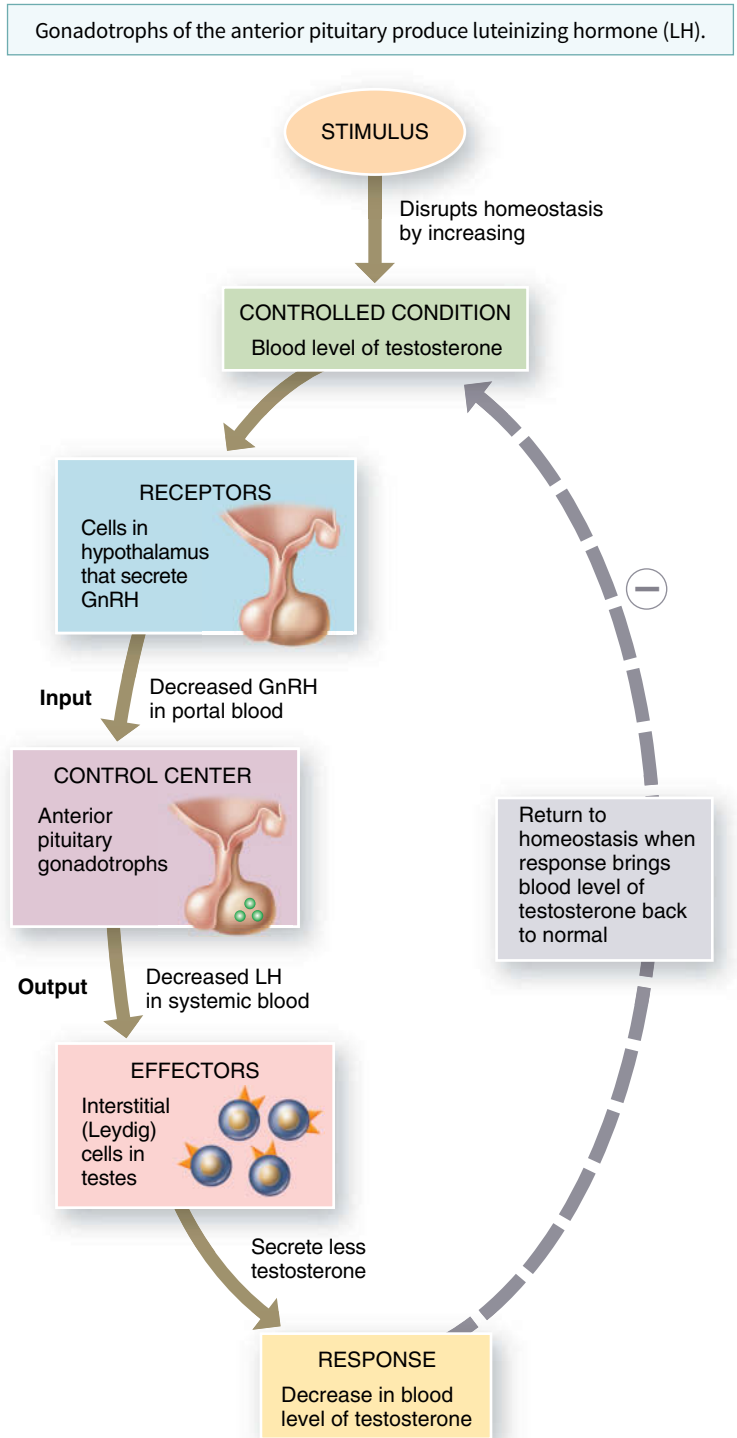 Gonadotrophs of the anterior pituitary produce luteinizing hormone (LH).
STIMULUS
Disrupts homeostasis
by increasing
CONTROLLED CONDITION
Blood level of testosterone
RECEPTORS
Cells in
hypothalamus
that secrete
GnRH
Input
Decreased GnRH
in portal blood
CONTROL CENTER
Anterior
pituitary
gonadotrophs
Return to
homeostasis when
response brings
blood level of
testosterone back
to normal
Output
Decreased LH
in systemic blood
EFFECTORS
Interstitial
(Leydig)
cells in
testes
Secrete less
testosterone
RESPONSE
Decrease in blood
level of testosterone